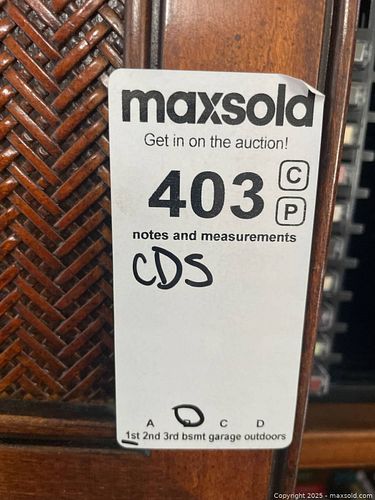 maxsold
Get in on the auction!
403
C
P
notes and measurements
CDS
A B C D
1st 2nd 3rd bsmt garage outdoors
Copyright 2025 - maxsold.com